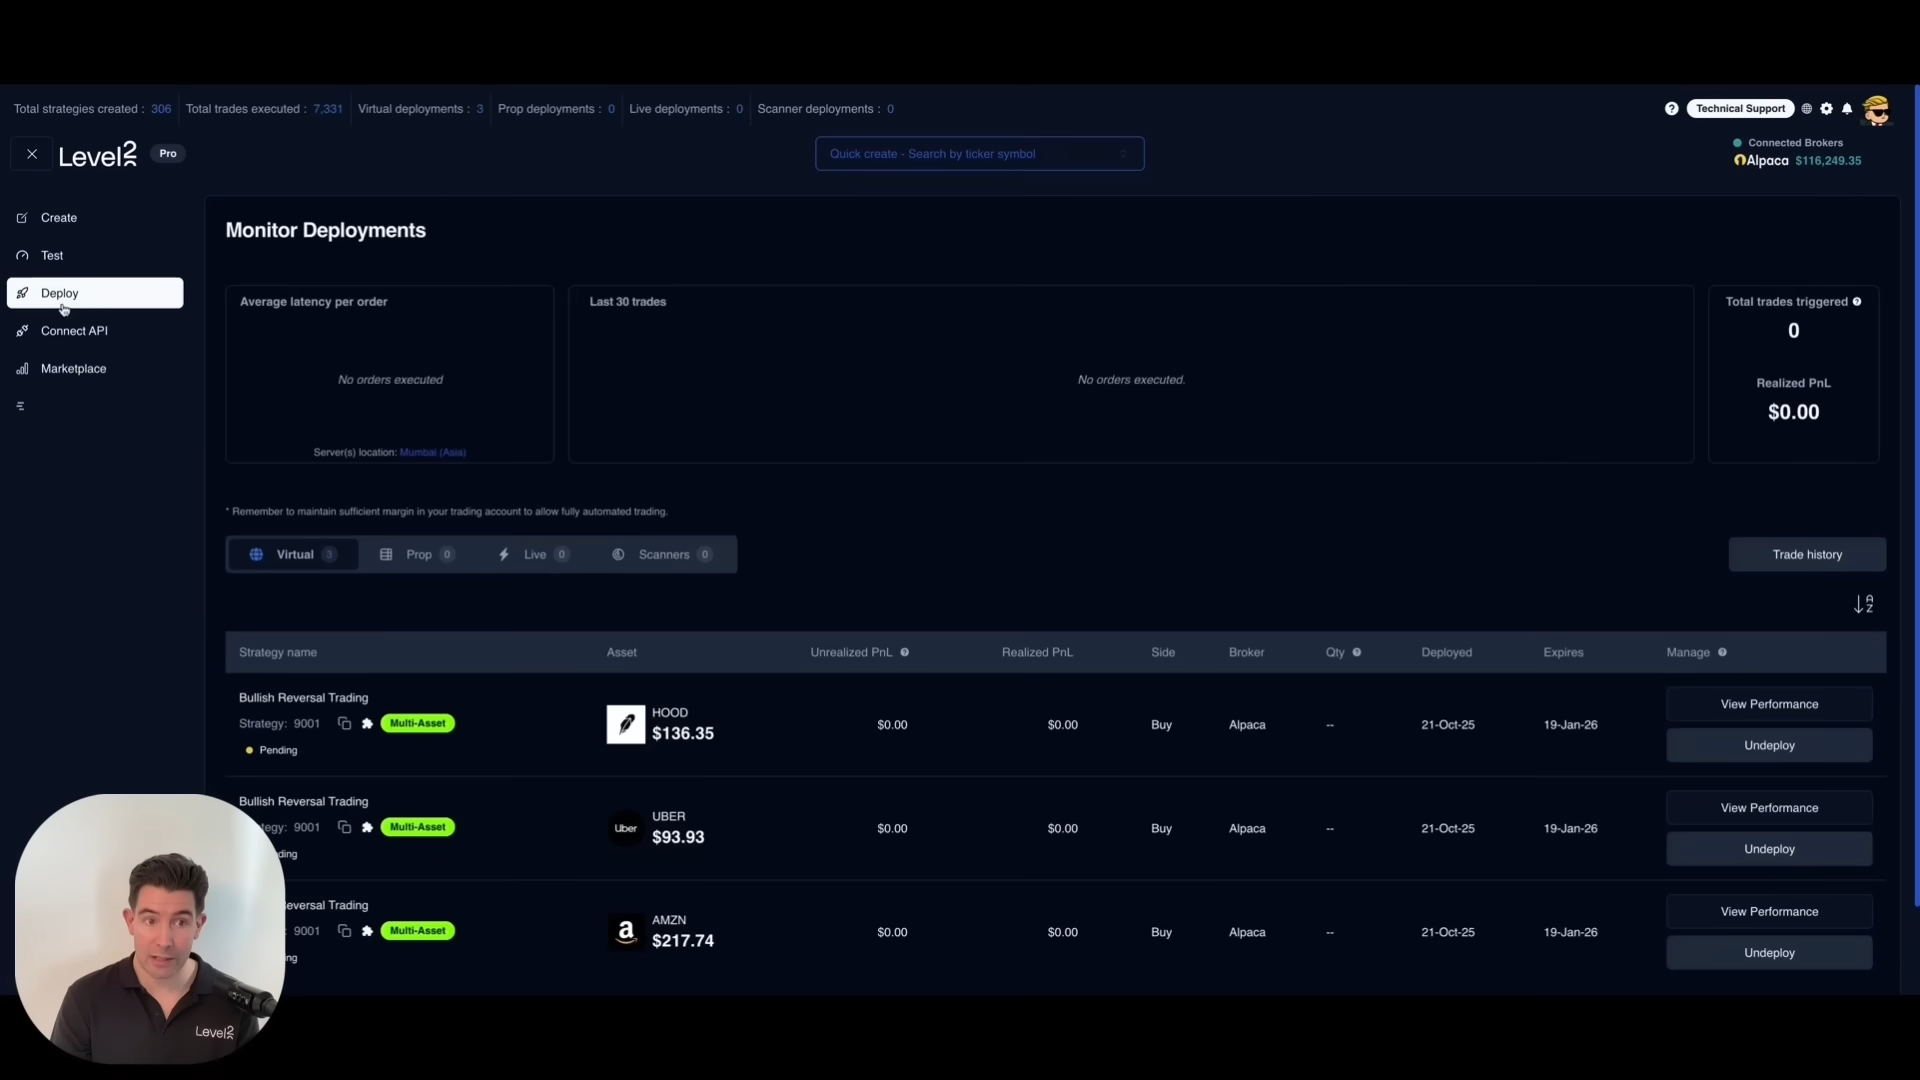 Total strategies created : 306 Total trades executed : 7,331 Virtual deployments : 3 Prop deployments : 0 Live deployments : 0 Scanner deployments : 0
Technical Support
Level2 Pro
Quick create - Search by ticker symbol
Connected Brokers
Alpaca $116,249.35
Create
Test
Deploy
Connect API
Marketplace
Monitor Deployments
Average latency per order
No orders executed
Server(s) location: Mumbai (Asia)
Last 30 trades
No orders executed.
Total trades triggered
0
Realized PnL
$0.00
* Remember to maintain sufficient margin in your trading account to allow fully automated trading.
Virtual 3 Prop 0 Live 0 Scanners 0
Trade history
Strategy name Asset Unrealized PnL Realized PnL Side Broker Qty Deployed Expires Manage
Bullish Reversal Trading
Strategy: 9001 Multi-Asset
Pending
HOOD
$136.35
$0.00 $0.00 Buy Alpaca -- 21-Oct-25 19-Jan-26
View Performance
Undeploy
Bullish Reversal Trading
tegy: 9001 Multi-Asset
ding
Uber
UBER
$93.93
$0.00 $0.00 Buy Alpaca -- 21-Oct-25 19-Jan-26
View Performance
Undeploy
eversal Trading
: 9001 Multi-Asset
ng
AMZN
$217.74
$0.00 $0.00 Buy Alpaca -- 21-Oct-25 19-Jan-26
View Performance
Undeploy
Level2